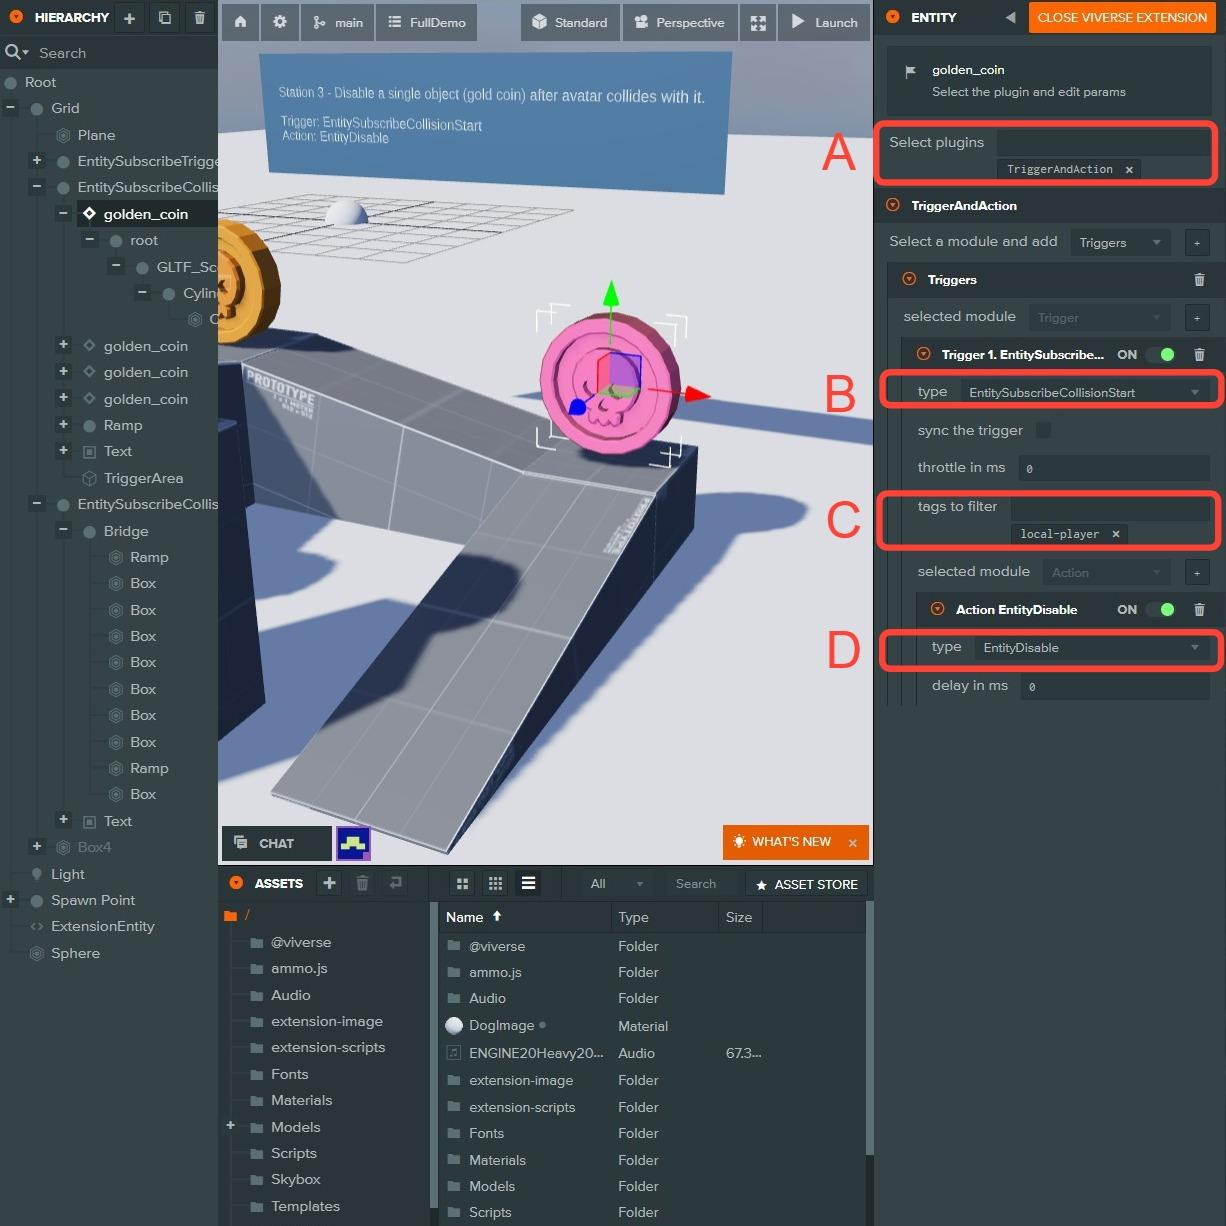 HIERARCHY
Search
Root
Grid
Plane
EntitySubscribeTrigge
EntitySubscribeCollis
golden_coin
root
GLTF_Sc
Cylin
C
golden_coin
golden_coin
golden_coin
Ramp
Text
TriggerArea
EntitySubscribeCollis
Bridge
Ramp
Box
Box
Box
Box
Box
Box
Box
Ramp
Box
Text
Box4
Light
Spawn Point
ExtensionEntity
Sphere
main
FullDemo
Standard
Perspective
Launch
Station 3 - Disable a single object (gold coin) after avatar collides with it.
Trigger: EntitySubscribeCollisionStart
Action: EntityDisable
PROTOTYPE
A
B
C
D
CHAT
WHAT'S NEW ×
ENTITY
CLOSE VIVERSE EXTENSION
golden_coin
Select the plugin and edit params
Select plugins
TriggerAndAction ×
TriggerAndAction
Select a module and add Triggers +
Triggers
selected module Trigger +
Trigger 1. EntitySubscribe... ON
type EntitySubscribeCollisionStart
sync the trigger
throttle in ms 0
tags to filter
local-player ×
selected module Action +
Action EntityDisable ON
type EntityDisable
delay in ms 0
ASSETS
All
Search
ASSET STORE
/
@viverse
ammo.js
Audio
extension-image
extension-scripts
Fonts
Materials
Models
Scripts
Skybox
Templates
Name Type Size
@viverse Folder
ammo.js Folder
Audio Folder
DogImage Material
ENGINE20Heavy20... Audio 67.3...
extension-image Folder
extension-scripts Folder
Fonts Folder
Materials Folder
Models Folder
Scripts Folder